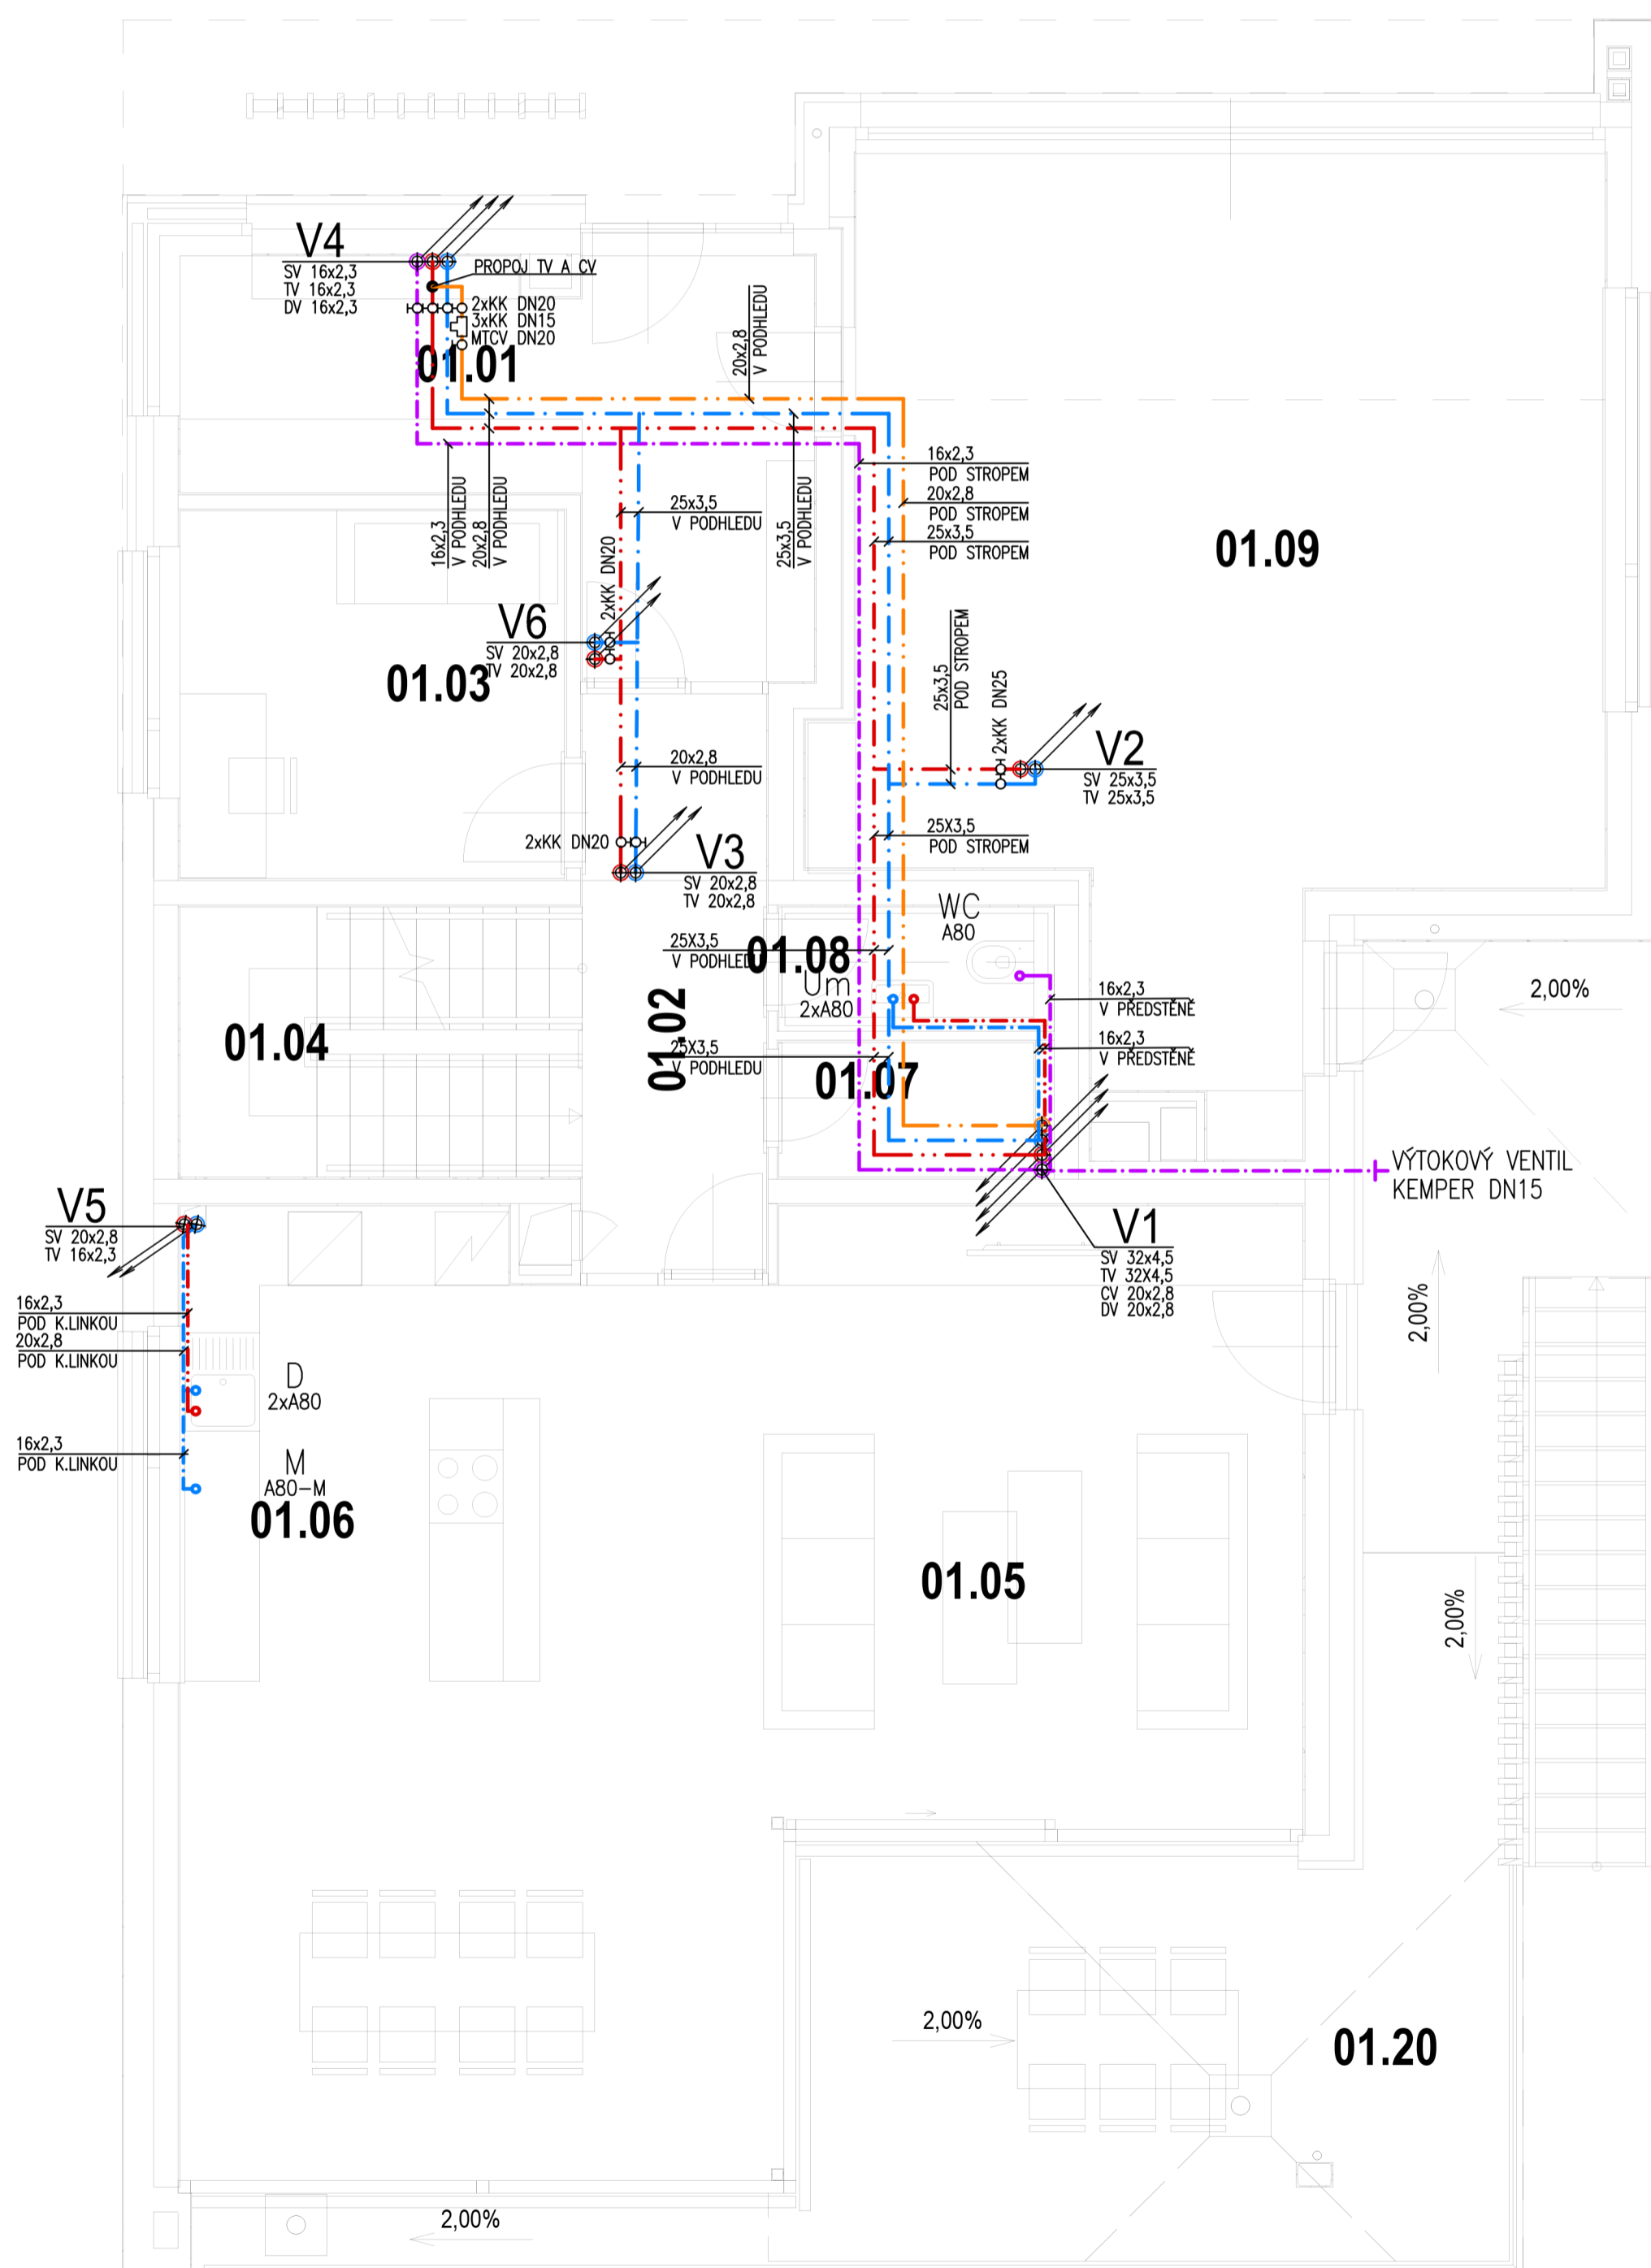 V4
SV 16x2,3
TV 16x2,3
DV 16x2,3
PROPOJ TV A CV
2xKK DN20
3xKK DN15
MTCV DN20
01.01
20x2,8
V PODHLEDU
16x2,3
V PODHLEDU
20x2,8
V PODHLEDU
25x3,5
V PODHLEDU
25x3,5
V PODHLEDU
16x2,3
POD STROPEM
20x2,8
POD STROPEM
25x3,5
POD STROPEM
01.09
2xKK DN20
V6
SV 20x2,8
TV 20x2,8
01.03
25x3,5
POD STROPEM
2xKK DN25
V2
SV 25x3,5
TV 25x3,5
20x2,8
V PODHLEDU
2xKK DN20
V3
SV 20x2,8
TV 20x2,8
25X3,5
POD STROPEM
WC
A80
25X3,5
V PODHLEDU
01.08
Um
2xA80
16x2,3
V PŘEDSTĚNĚ
16x2,3
V PŘEDSTĚNĚ
2,00%
01.04
01.02
25X3,5
V PODHLEDU
01.07
VÝTOKOVÝ VENTIL
KEMPER DN15
V5
SV 20x2,8
TV 16x2,3
V1
SV 32x4,5
TV 32X4,5
CV 20x2,8
DV 20x2,8
2,00%
16x2,3
POD K.LINKOU
20x2,8
POD K.LINKOU
D
2xA80
16x2,3
POD K.LINKOU
M
A80-M
01.06
01.05
2,00%
2,00%
01.20
2,00%